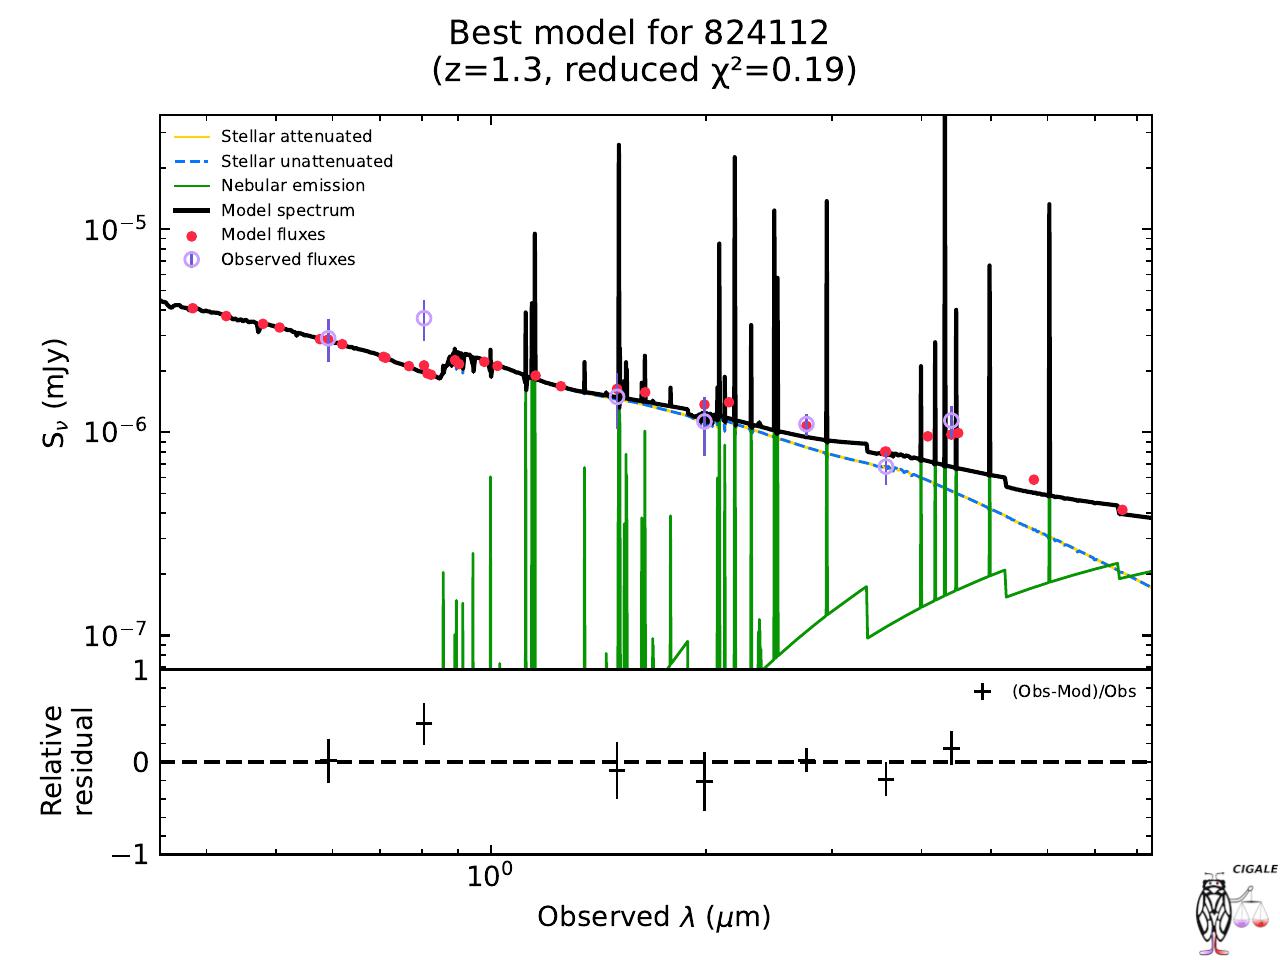 Best model for 824112
(z=1.3, reduced χ²=0.19)
Stellar attenuated
Stellar unattenuated
Nebular emission
Model spectrum
Model fluxes
Observed fluxes
10⁻⁵
10⁻⁶
10⁻⁷
S𝜈 (mJy)
1
0
−1
Relative
residual
(Obs-Mod)/Obs
10⁰
Observed λ (μm)
CIGALE